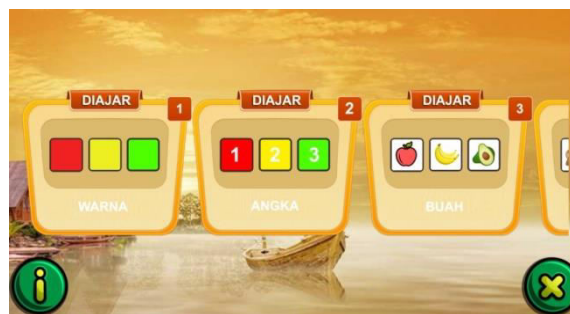 DIAJAR 1
DIAJAR 2
DIAJAR 3
1 2 3
WARNA
ANGKA
BUAH
i
X